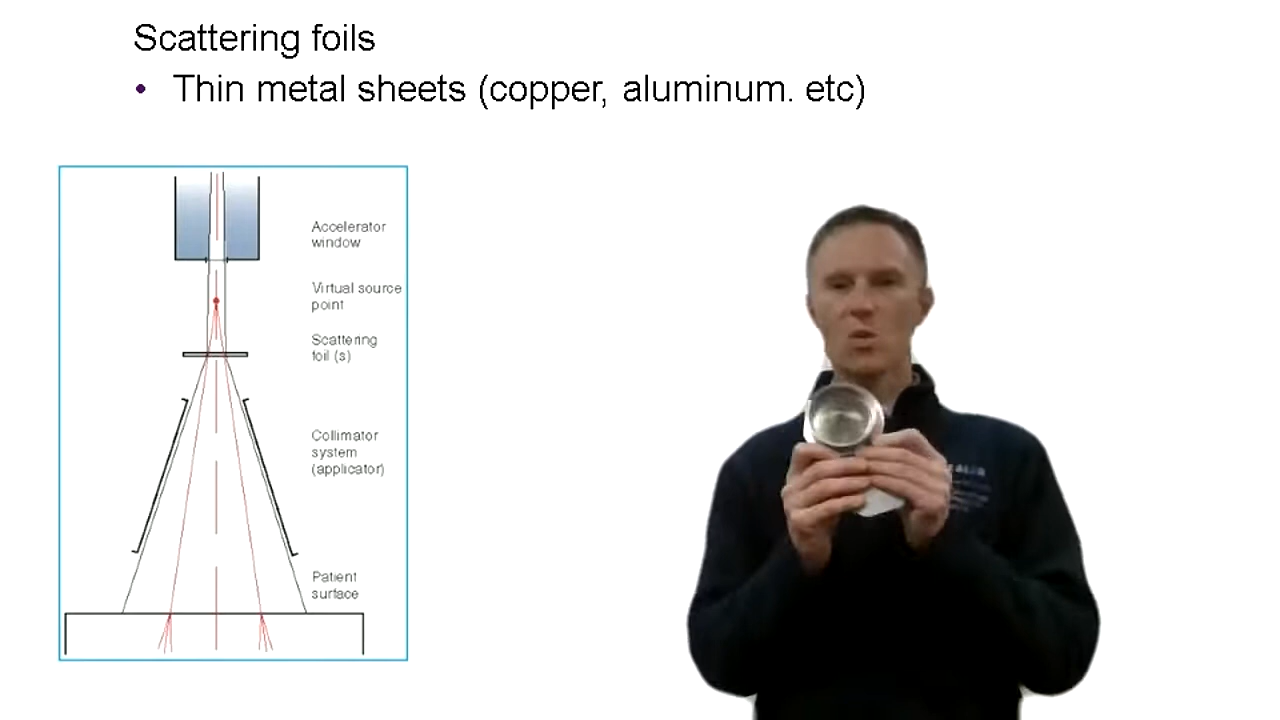 Scattering foils
• Thin metal sheets (copper, aluminum. etc)
Accelerator
window
Virtual source
point
Scattering
foil (s)
Collimator
system
(applicator)
Patient
surface